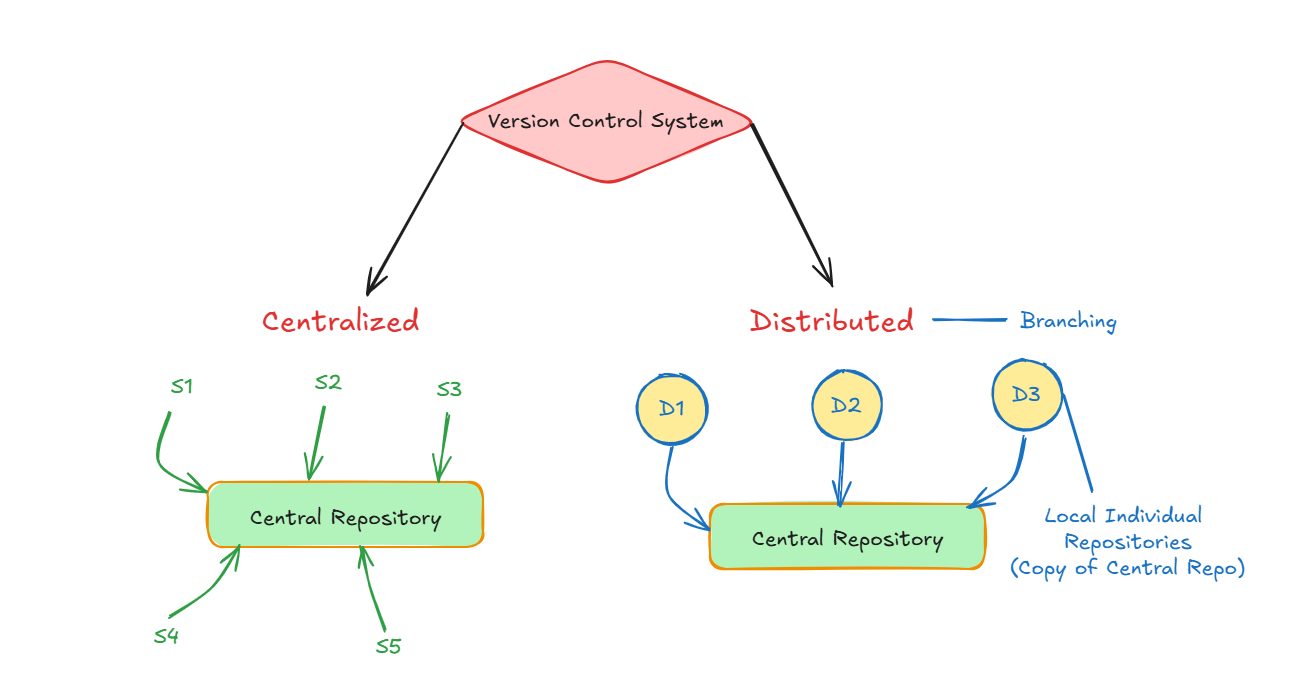 Version Control System
Centralized
Distributed
Branching
S1
S2
S3
Central Repository
S4
S5
D1
D2
D3
Central Repository
Local Individual
Repositories
(Copy of Central Repo)